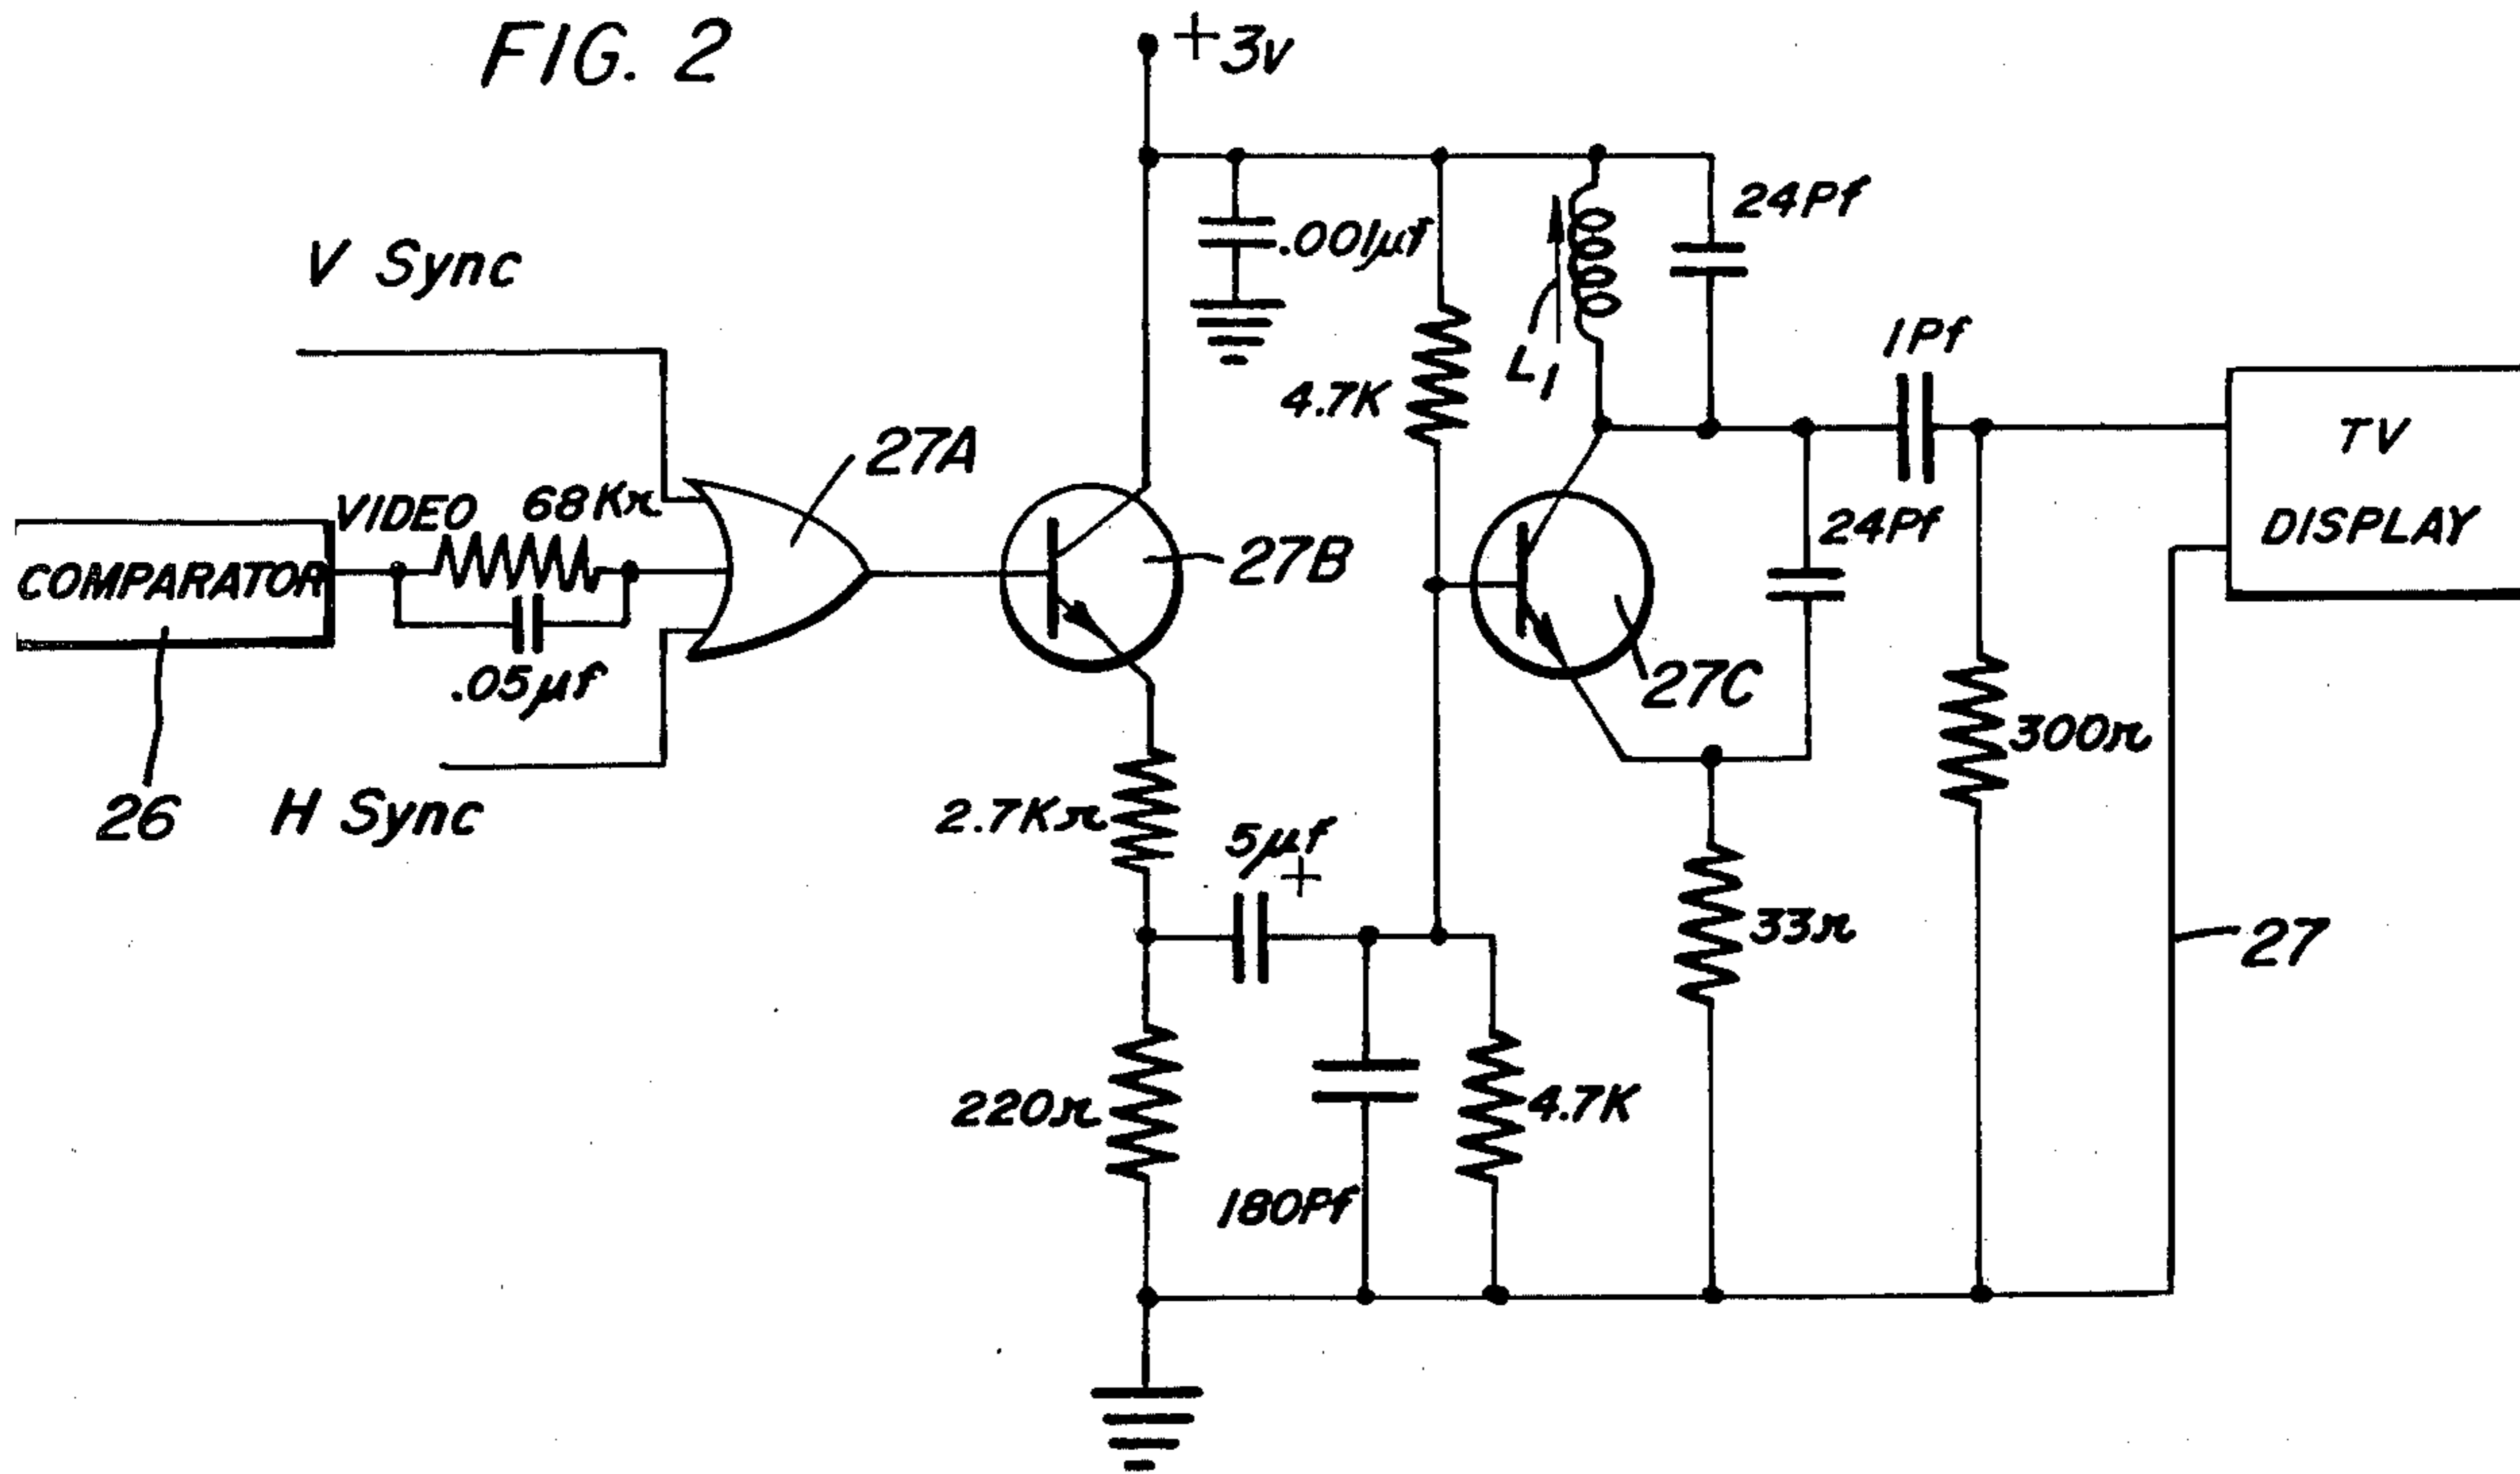 FIG. 2
+3v
V Sync
.001µf
24Pf
L1
4.7K
1Pf
27A
VIDEO
68KΩ
COMPARATOR
.05µf
26
H Sync
27B
27C
24Pf
TV
DISPLAY
300Ω
2.7KΩ
5µf
+
33Ω
27
220Ω
180Pf
4.7K